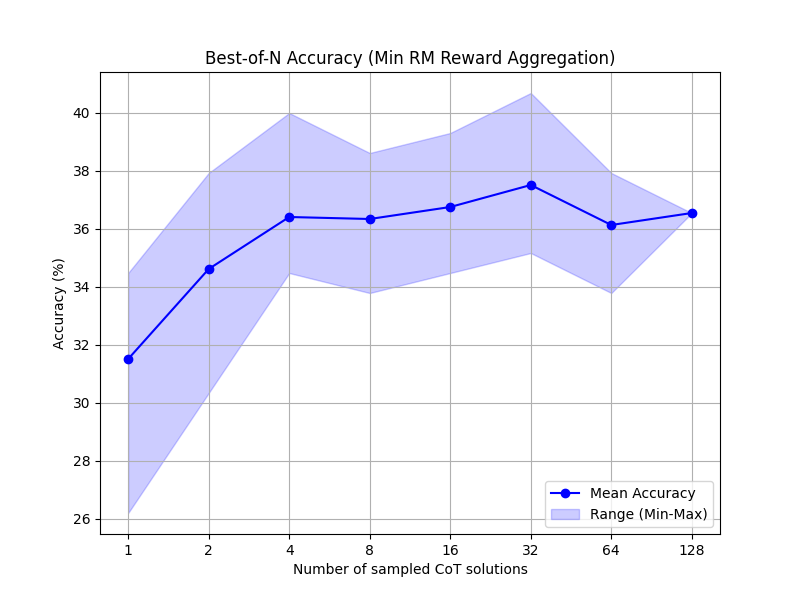 Best-of-N Accuracy (Min RM Reward Aggregation)
Accuracy (%)
40
38
36
34
32
30
28
26
1 2 4 8 16 32 64 128
Number of sampled CoT solutions
Mean Accuracy
Range (Min-Max)